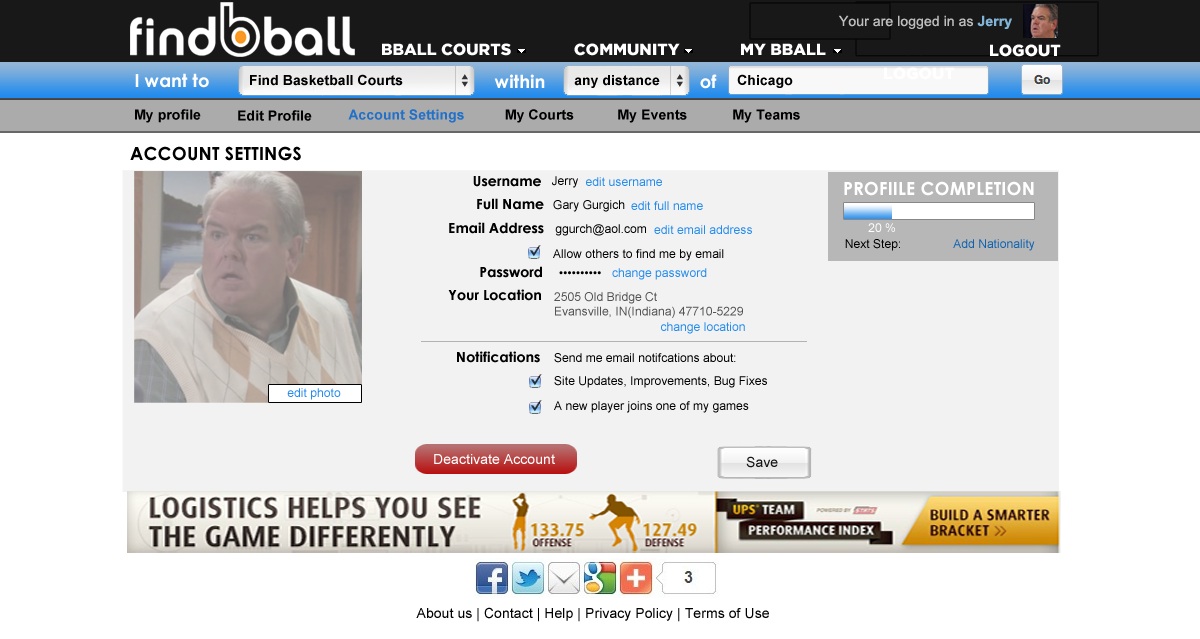 findbball
Your are logged in as Jerry
BBALL COURTS
COMMUNITY
MY BBALL
LOGOUT
I want to Find Basketball Courts within any distance of Chicago LOGOUT Go
My profile Edit Profile Account Settings My Courts My Events My Teams
ACCOUNT SETTINGS
edit photo
Username Jerry edit username
Full Name Gary Gurgich edit full name
Email Address ggurch@aol.com edit email address
Allow others to find me by email
Password •••••••••• change password
Your Location 2505 Old Bridge Ct
Evansville, IN(Indiana) 47710-5229
change location
Notifications Send me email notifcations about:
Site Updates, Improvements, Bug Fixes
A new player joins one of my games
PROFIILE COMPLETION
20 %
Next Step: Add Nationality
Deactivate Account
Save
LOGISTICS HELPS YOU SEE
THE GAME DIFFERENTLY
133.75
OFFENSE
127.49
DEFENSE
UPS TEAM
PERFORMANCE INDEX
POWERED BY STATS
BUILD A SMARTER
BRACKET >>
3
About us | Contact | Help | Privacy Policy | Terms of Use